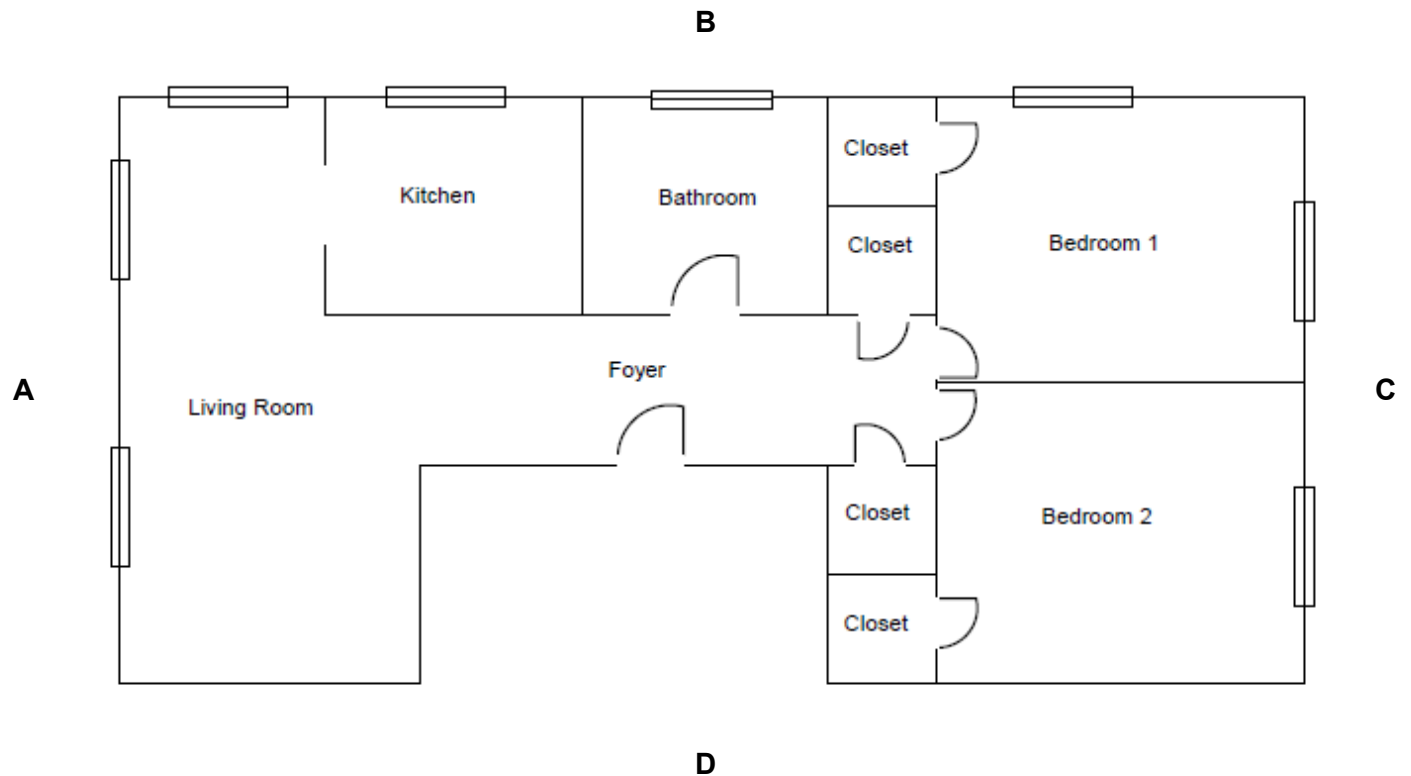 B
Closet
Kitchen
Bathroom
Closet
Bedroom 1
Foyer
A
Living Room
C
Closet
Bedroom 2
Closet
D